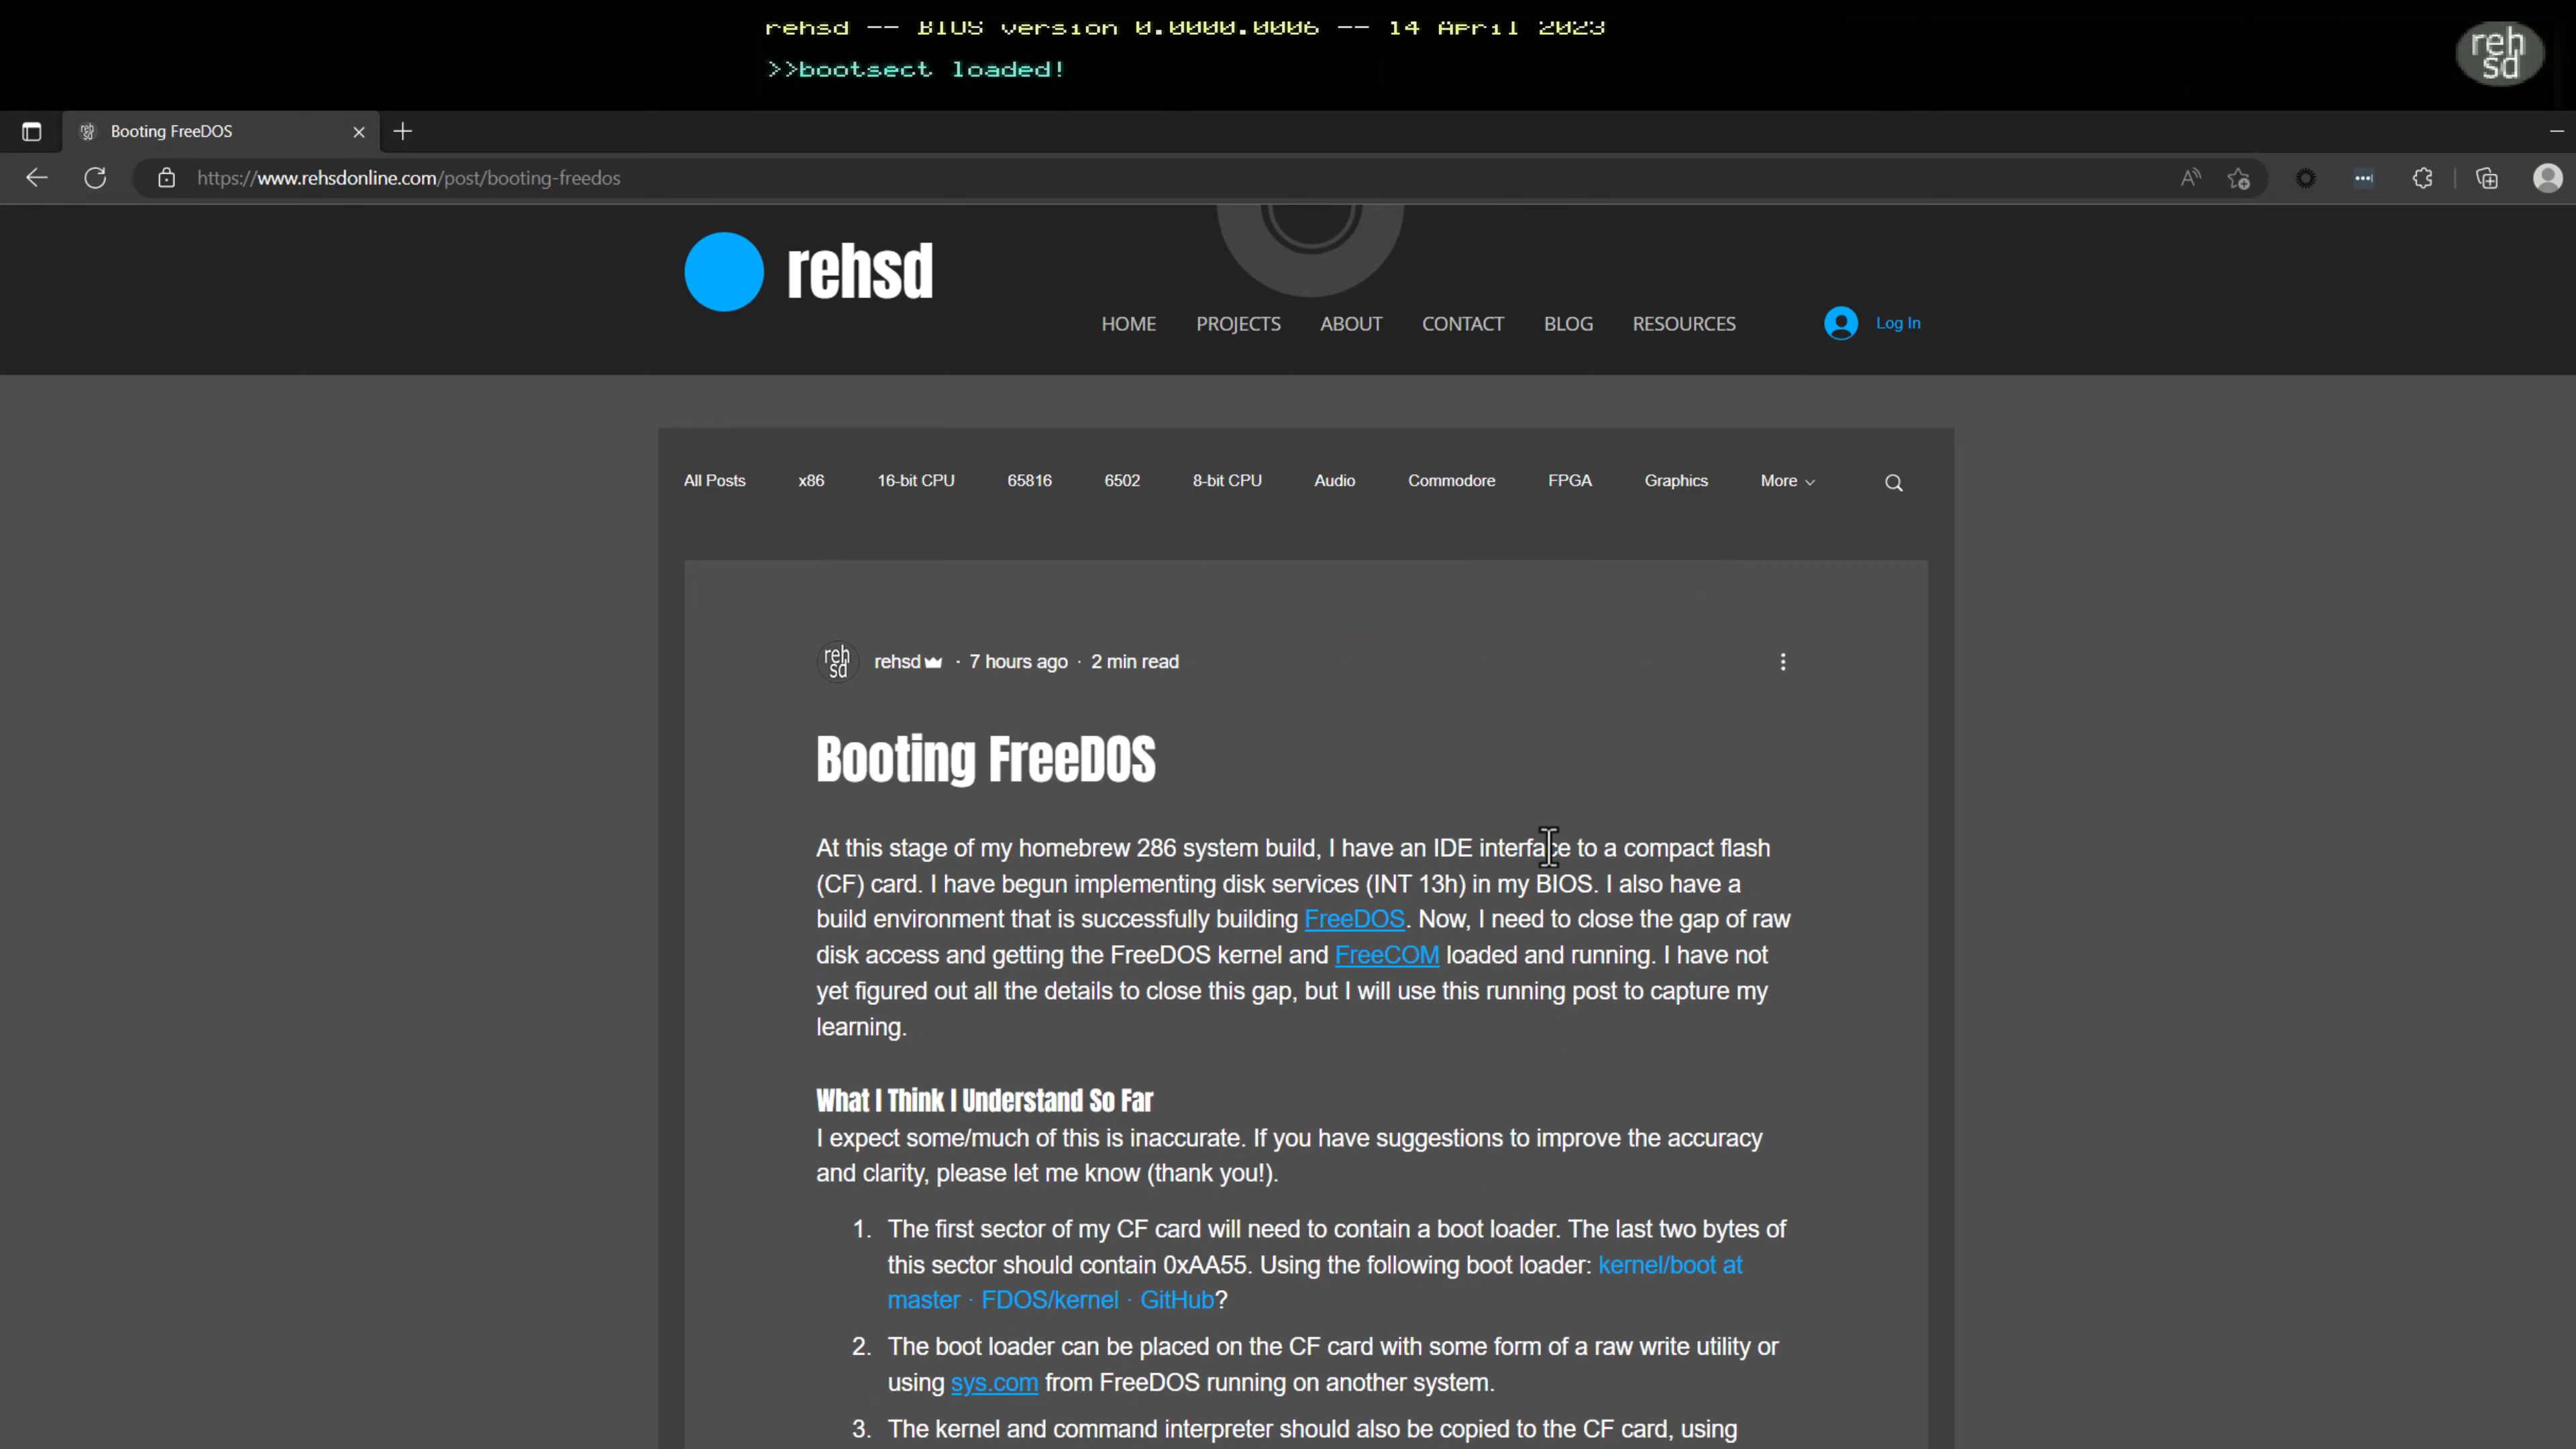 rehsd -- BIOS version 0.0000.0006 -- 14 April 2023
>>bootsect loaded!
reh
sd
Booting FreeDOS
https://www.rehsdonline.com/post/booting-freedos
rehsd
HOME PROJECTS ABOUT CONTACT BLOG RESOURCES Log In
All Posts x86 16-bit CPU 65816 6502 8-bit CPU Audio Commodore FPGA Graphics More
reh
sd
rehsd · 7 hours ago · 2 min read
Booting FreeDOS
At this stage of my homebrew 286 system build, I have an IDE interface to a compact flash
(CF) card. I have begun implementing disk services (INT 13h) in my BIOS. I also have a
build environment that is successfully building FreeDOS. Now, I need to close the gap of raw
disk access and getting the FreeDOS kernel and FreeCOM loaded and running. I have not
yet figured out all the details to close this gap, but I will use this running post to capture my
learning.
What I Think I Understand So Far
I expect some/much of this is inaccurate. If you have suggestions to improve the accuracy
and clarity, please let me know (thank you!).
1. The first sector of my CF card will need to contain a boot loader. The last two bytes of
this sector should contain 0xAA55. Using the following boot loader: kernel/boot at
master · FDOS/kernel · GitHub?
2. The boot loader can be placed on the CF card with some form of a raw write utility or
using sys.com from FreeDOS running on another system.
3. The kernel and command interpreter should also be copied to the CF card, using